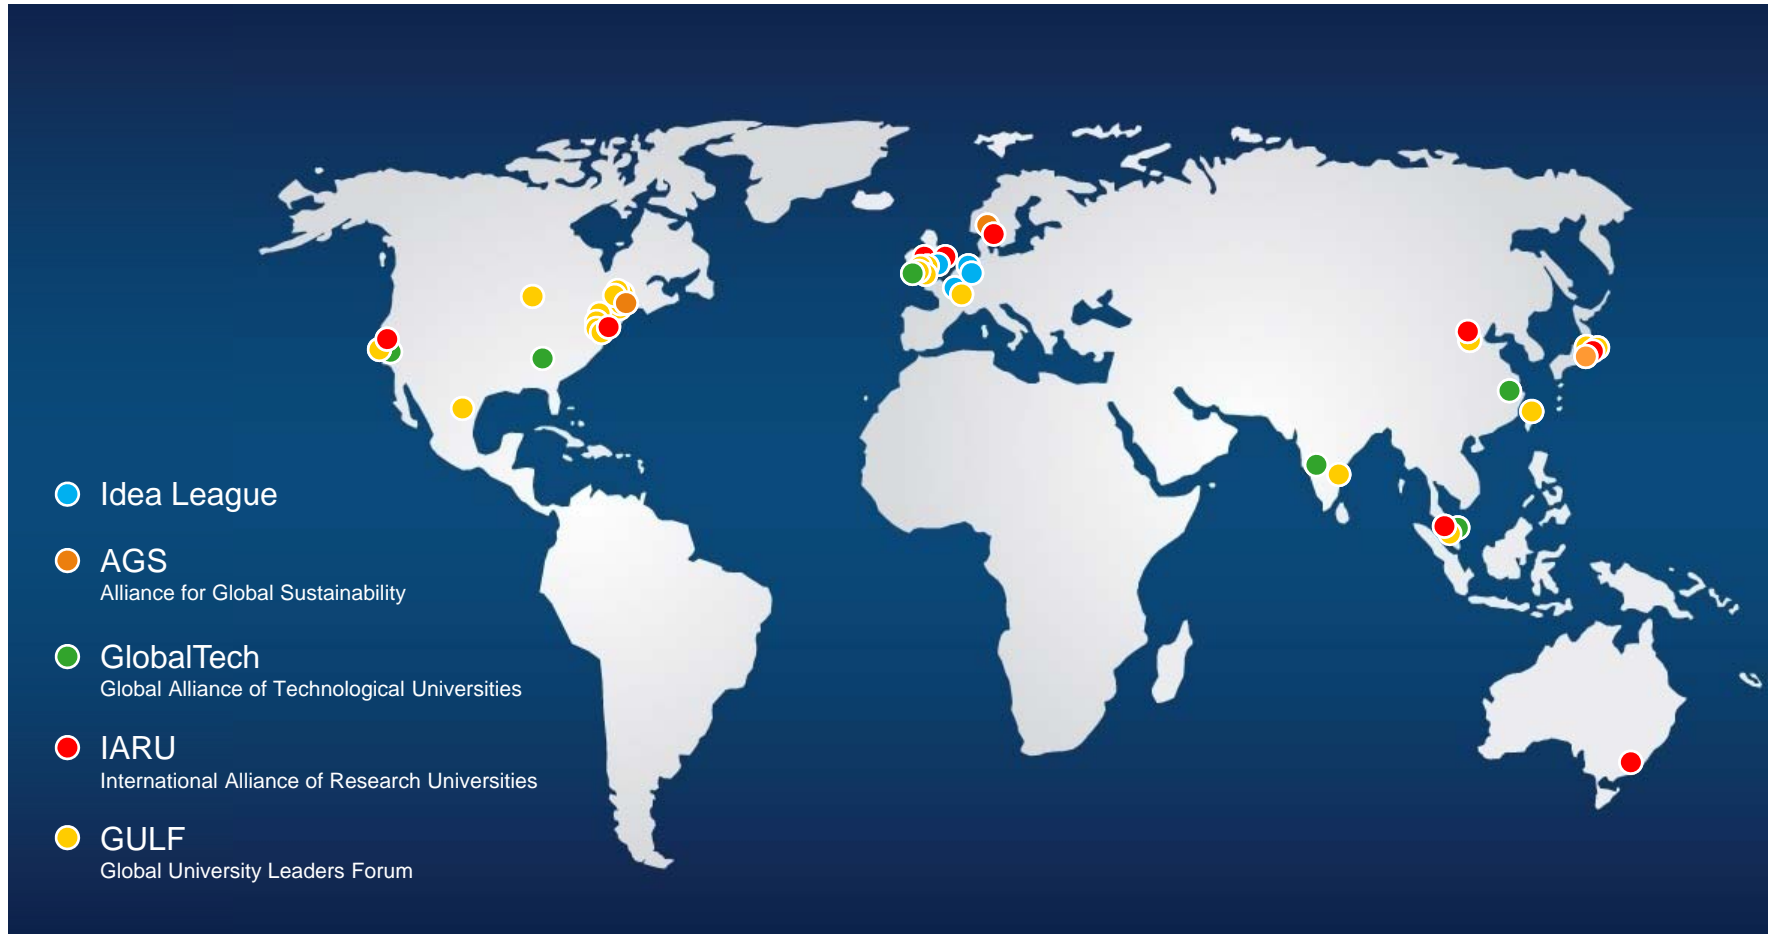 Idea League
AGS
Alliance for Global Sustainability
GlobalTech
Global Alliance of Technological Universities
IARU
International Alliance of Research Universities
GULF
Global University Leaders Forum